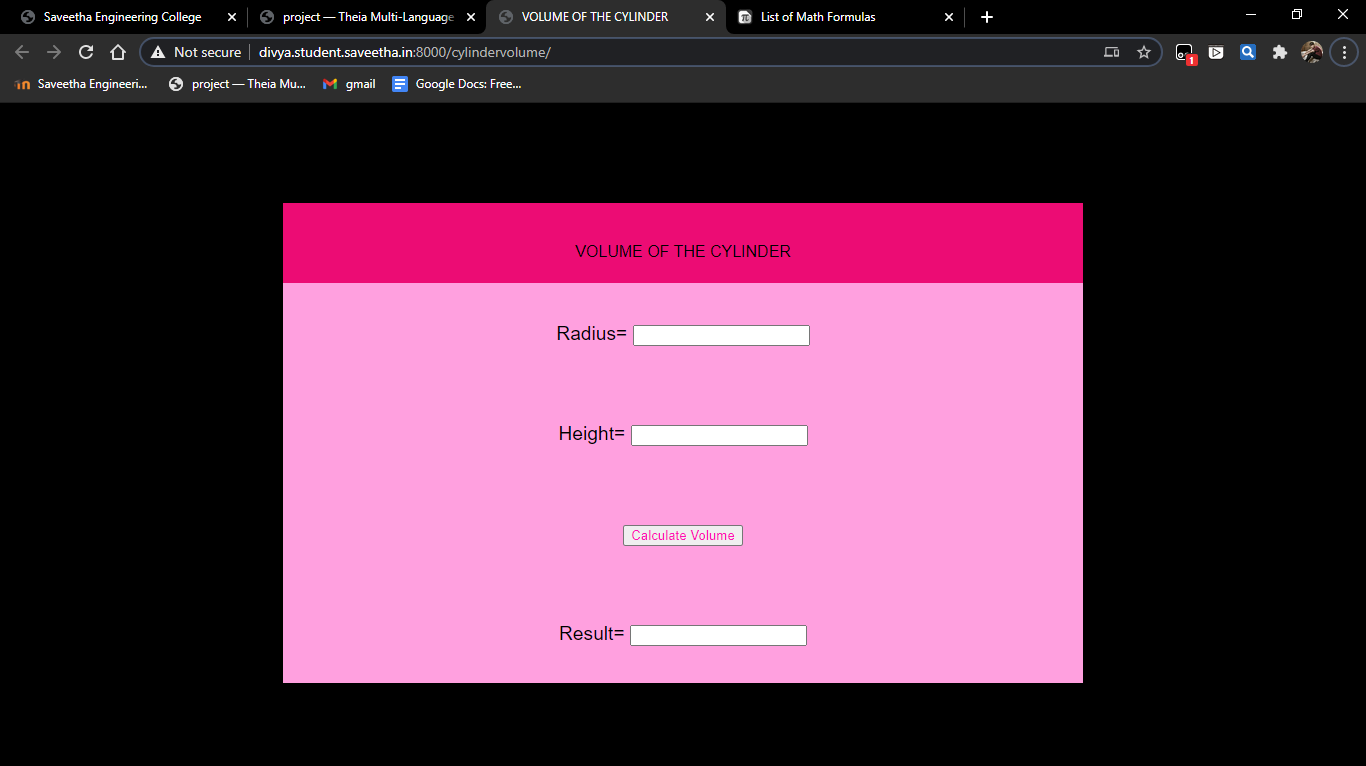 Saveetha Engineering College
project — Theia Multi-Language
VOLUME OF THE CYLINDER
List of Math Formulas
Not secure
divya.student.saveetha.in:8000/cylindervolume/
1
Saveetha Engineeri...
project — Theia Mu...
gmail
Google Docs: Free...
VOLUME OF THE CYLINDER
Radius=
Height=
Calculate Volume
Result=